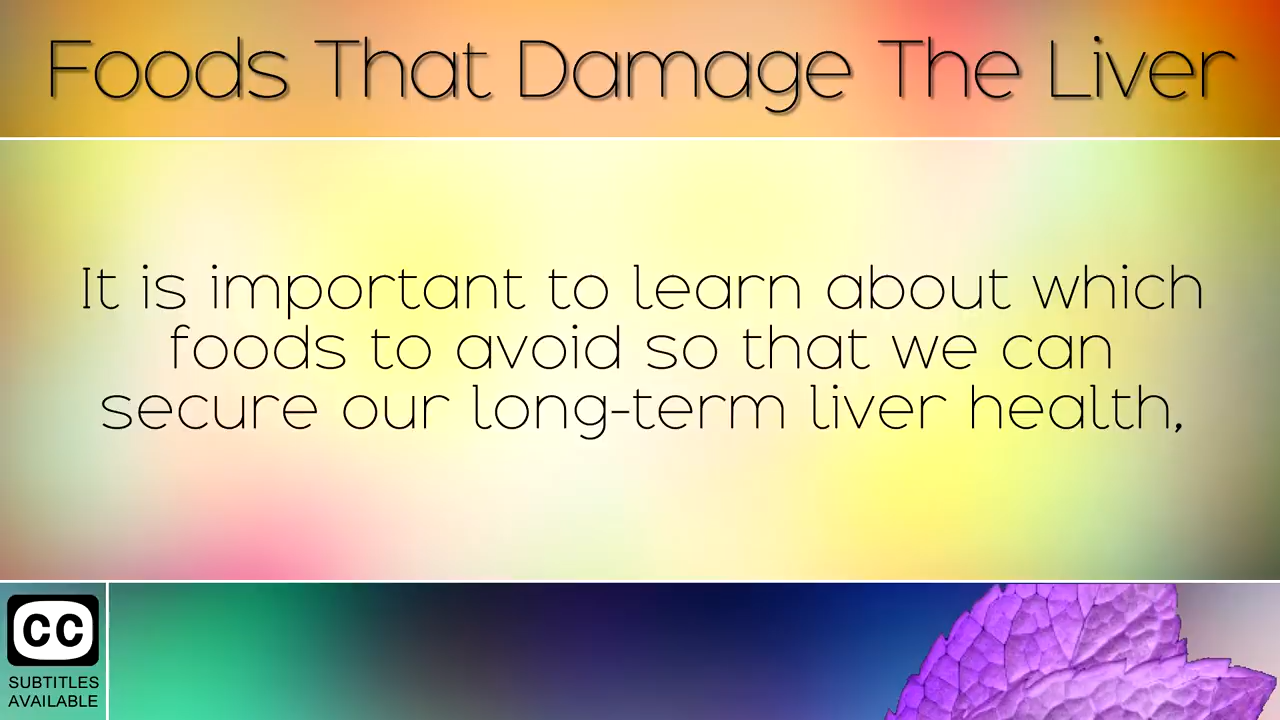 Foods That Damage The Liver
It is important to learn about which
foods to avoid so that we can
secure our long-term liver health,
CC
SUBTITLES
AVAILABLE